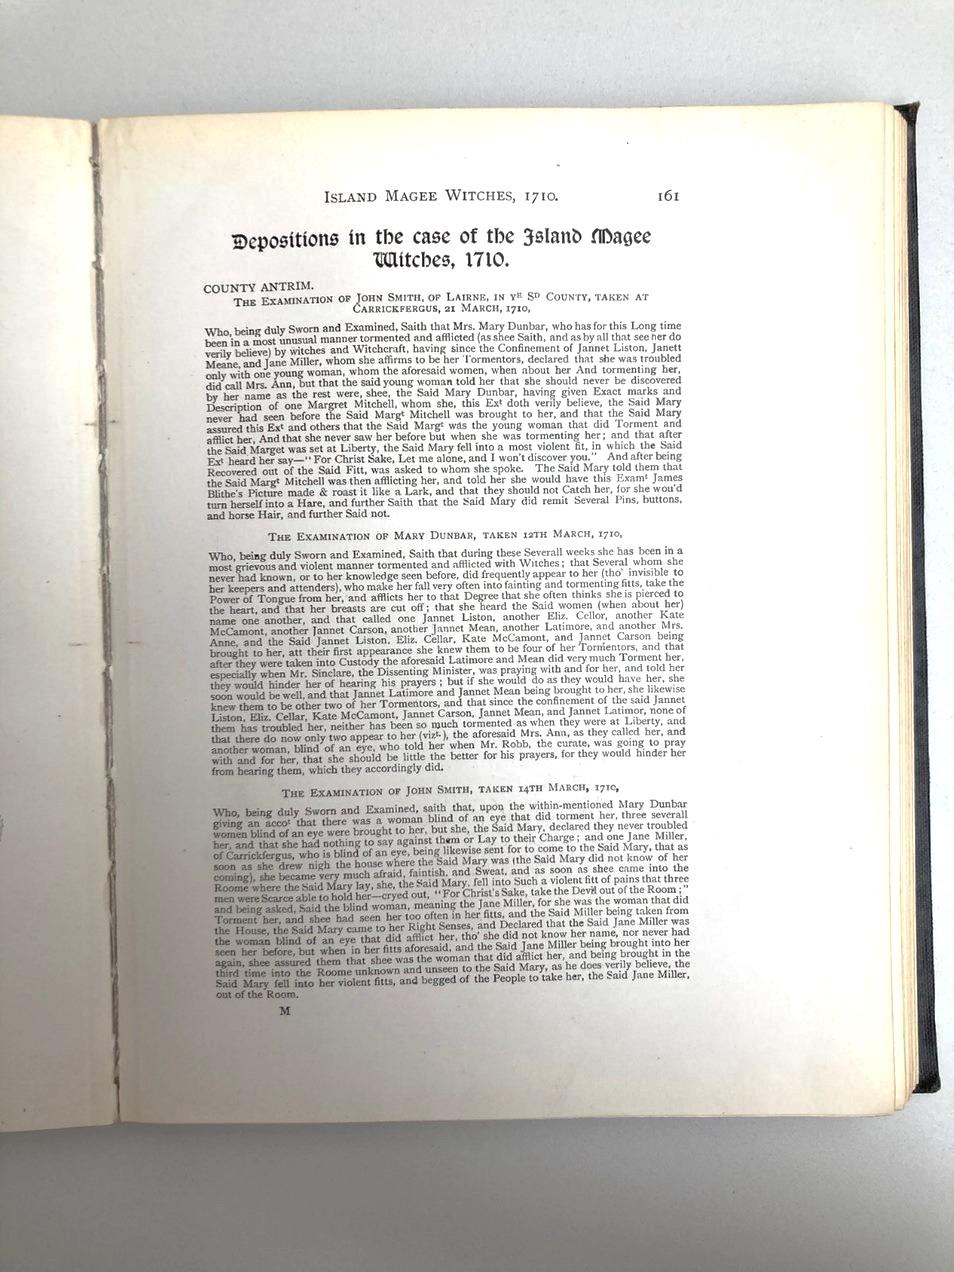 ISLAND MAGEE WITCHES, 1710. 161
Depositions in the case of the Island Magee
Witches, 1710.
COUNTY ANTRIM.
THE EXAMINATION OF JOHN SMITH, OF LAIRNE, IN YE SD COUNTY, TAKEN AT
CARRICKFERGUS, 21 MARCH, 1710,
Who, being duly Sworn and Examined, Saith that Mrs. Mary Dunbar, who has for this Long time
been in a most unusual manner tormented and afflicted (as shee Saith, and as by all that see her do
verily believe) by witches and Witchcraft, having since the Confinement of Jannet Liston, Janett
Meane, and Jane Miller, whom she affirms to be her Tormentors, declared that she was troubled
only with one young woman, whom the aforesaid women, when about her And tormenting her,
did call Mrs. Ann, but that the said young woman told her that she should never be discovered
by her name as the rest were, shee, the Said Mary Dunbar, having given Exact marks and
Description of one Margret Mitchell, whom she, this Ext doth verily believe, the Said Mary
never had seen before the Said Margt Mitchell was brought to her, and that the Said Mary
assured this Ext and others that the Said Margt was the young woman that did Torment and
afflict her, And that she never saw her before but when she was tormenting her; and that after
the Said Marget was set at Liberty, the Said Mary fell into a most violent fit, in which the Said
Ext heard her say—"For Christ Sake, Let me alone, and I won't discover you." And after being
Recovered out of the Said Fitt, was asked to whom she spoke. The Said Mary told them that
the Said Margt Mitchell was then afflicting her, and told her she would have this Examt James
Blithe's Picture made & roast it like a Lark, and that they should not Catch her, for she wou'd
turn herself into a Hare, and further Saith that the Said Mary did remit Several Pins, buttons,
and horse Hair, and further Said not.
THE EXAMINATION OF MARY DUNBAR, TAKEN 12TH MARCH, 1710,
Who, being duly Sworn and Examined, Saith that during these Severall weeks she has been in a
most grievous and violent manner tormented and afflicted with Witches; that Several whom she
never had known, or to her knowledge seen before, did frequently appear to her (tho' invisible to
her keepers and attenders), who make her fall very often into fainting and tormenting fitts, take the
Power of Tongue from her, and afflicts her to that Degree that she often thinks she is pierced to
the heart, and that her breasts are cut off; that she heard the Said women (when about her)
name one another, and that called one Jannet Liston, another Eliz. Cellor, another Kate
McCamont, another Jannet Carson, another Jannet Mean, another Latimore, and another Mrs.
Anne, and the Said Jannet Liston, Eliz. Cellar, Kate McCamont, and Jannet Carson being
brought to her, att their first appearance she knew them to be four of her Tormentors, and that
after they were taken into Custody the aforesaid Latimore and Mean did very much Torment her,
especially when Mr. Sinclare, the Dissenting Minister, was praying with and for her, and told her
they would hinder her of hearing his prayers; but if she would do as they would have her, she
soon would be well, and that Jannet Latimore and Jannet Mean being brought to her, she likewise
knew them to be other two of her Tormentors, and that since the confinement of the said Jannet
Liston, Eliz. Cellar, Kate McCamont, Jannet Carson, Jannet Mean, and Jannet Latimor, none of
them has troubled her, neither has been so much tormented as when they were at Liberty, and
that there do now only two appear to her (vizt.), the aforesaid Mrs. Ann, as they called her, and
another woman, blind of an eye, who told her when Mr. Robb, the curate, was going to pray
with and for her, that she should be little the better for his prayers, for they would hinder her
from hearing them, which they accordingly did.
THE EXAMINATION OF JOHN SMITH, TAKEN 14TH MARCH, 1710,
Who, being duly Sworn and Examined, saith that, upon the within-mentioned Mary Dunbar
giving an accot that there was a woman blind of an eye that did torment her, three severall
women blind of an eye were brought to her, but she, the Said Mary, declared they never troubled
her, and that she had nothing to say against them or Lay to their Charge; and one Jane Miller,
of Carrickfergus, who is blind of an eye, being likewise sent for to come to the Said Mary, that as
soon as she drew nigh the house where the Said Mary was (the Said Mary did not know of her
coming), she became very much afraid, faintish, and Sweat, and as soon as shee came into the
Roome where the Said Mary lay, she, the Said Mary, fell into Such a violent fitt of pains that three
men were Scarce able to hold her—cryed out, "For Christ's Sake, take the Devil out of the Room;"
and being asked, Said the blind woman, meaning the Jane Miller, for she was the woman that did
Torment her, and shee had seen her too often in her fitts, and the Said Miller being taken from
the House, the Said Mary came to her Right Senses, and Declared that the Said Jane Miller was
the woman blind of an eye that did afflict her, tho' she did not know her name, nor never had
seen her before, but when in her fitts aforesaid, and the Said Jane Miller being brought into her
again, shee assured them that shee was the woman that did afflict her, and being brought in the
third time into the Roome unknown and unseen to the Said Mary, as he does verily believe, the
Said Mary fell into her violent fitts, and begged of the People to take her, the Said Jane Miller,
out of the Room.
M